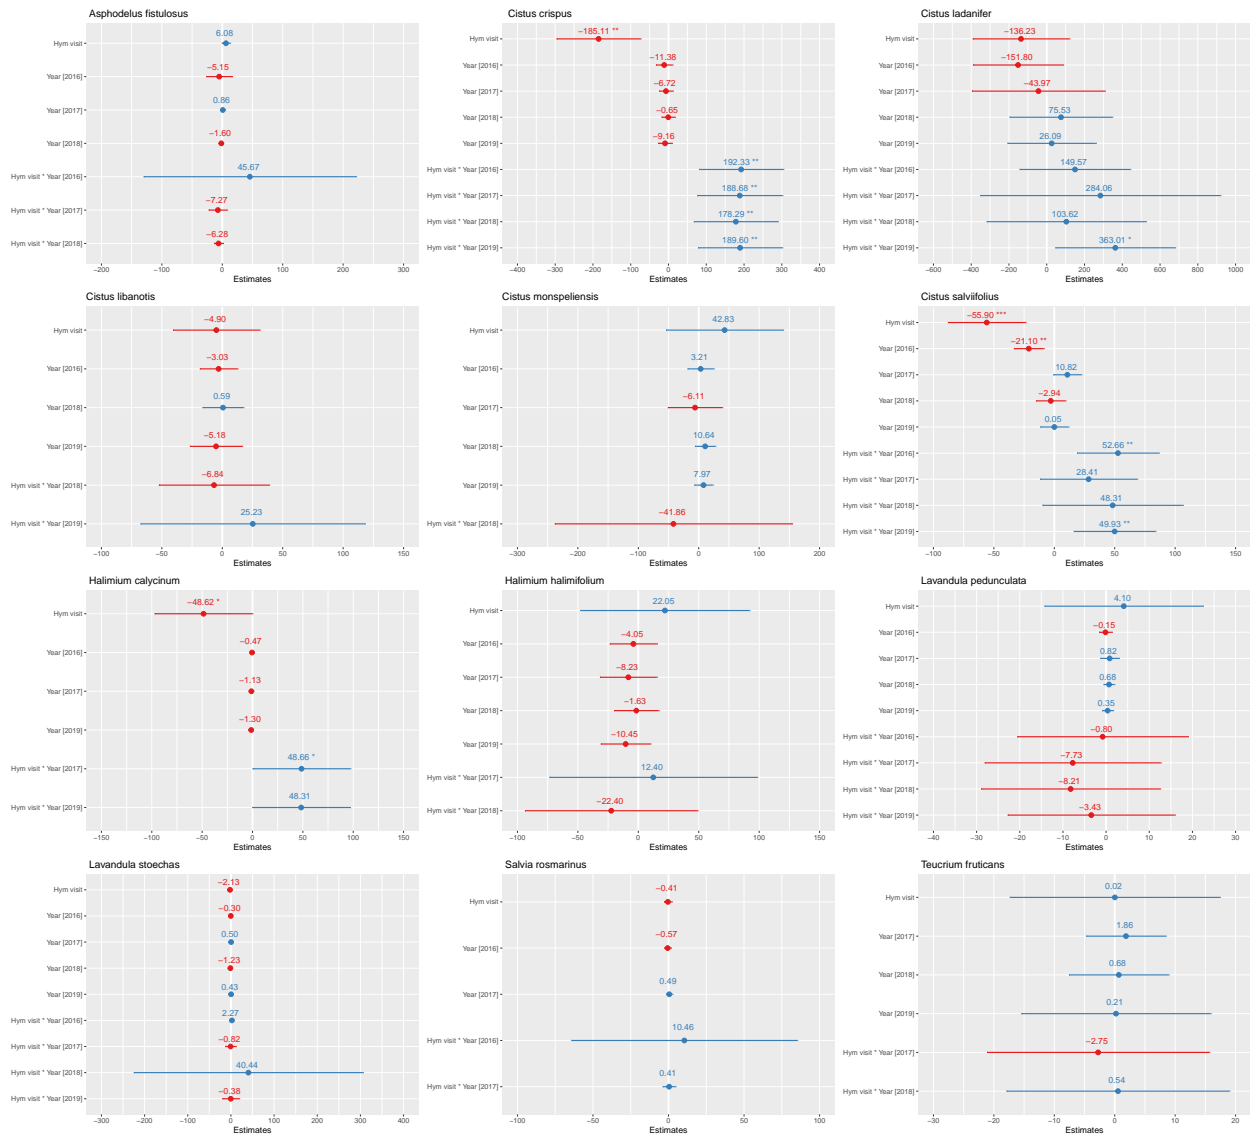 Asphodelus fistulosus
Hym visit
6.08
Year [2016]
−5.15
Year [2017]
0.86
Year [2018]
−1.60
Hym visit * Year [2016]
45.67
Hym visit * Year [2017]
−7.27
Hym visit * Year [2018]
−6.28
−200 −100 0 100 200 300
Estimates
Cistus crispus
Hym visit
−185.11 **
Year [2016]
−11.38
Year [2017]
−6.72
Year [2018]
−0.65
Year [2019]
−9.16
Hym visit * Year [2016]
192.33 **
Hym visit * Year [2017]
188.68 **
Hym visit * Year [2018]
178.29 **
Hym visit * Year [2019]
189.60 **
−400 −300 −200 −100 0 100 200 300 400
Estimates
Cistus ladanifer
Hym visit
−136.23
Year [2016]
−151.80
Year [2017]
−43.97
Year [2018]
75.53
Year [2019]
26.09
Hym visit * Year [2016]
149.57
Hym visit * Year [2017]
284.06
Hym visit * Year [2018]
103.62
Hym visit * Year [2019]
363.01 *
−600 −400 −200 0 200 400 600 800 1000
Estimates
Cistus libanotis
Hym visit
−4.90
Year [2016]
−3.03
Year [2018]
0.59
Year [2019]
−5.18
Hym visit * Year [2018]
−6.84
Hym visit * Year [2019]
25.23
−100 −50 0 50 100 150
Estimates
Cistus monspeliensis
Hym visit
42.83
Year [2016]
3.21
Year [2017]
−6.11
Year [2018]
10.64
Year [2019]
7.97
Hym visit * Year [2018]
−41.86
−300 −200 −100 0 100 200
Estimates
Cistus salviifolius
Hym visit
−55.90 ***
Year [2016]
−21.10 **
Year [2017]
10.82
Year [2018]
−2.94
Year [2019]
0.05
Hym visit * Year [2016]
52.66 **
Hym visit * Year [2017]
28.41
Hym visit * Year [2018]
48.31
Hym visit * Year [2019]
49.93 **
−100 −50 0 50 100 150
Estimates
Halimium calycinum
Hym visit
−48.62 *
Year [2016]
−0.47
Year [2017]
−1.13
Year [2019]
−1.30
Hym visit * Year [2017]
48.66 *
Hym visit * Year [2019]
48.31
−150 −100 −50 0 50 100 150
Estimates
Halimium halimifolium
Hym visit
22.05
Year [2016]
−4.05
Year [2017]
−8.23
Year [2018]
−1.63
Year [2019]
−10.45
Hym visit * Year [2017]
12.40
Hym visit * Year [2018]
−22.40
−100 −50 0 50 100 150
Estimates
Lavandula pedunculata
Hym visit
4.10
Year [2016]
−0.15
Year [2017]
0.82
Year [2018]
0.68
Year [2019]
0.35
Hym visit * Year [2016]
−0.80
Hym visit * Year [2017]
−7.73
Hym visit * Year [2018]
−8.21
Hym visit * Year [2019]
−3.43
−40 −30 −20 −10 0 10 20 30
Estimates
Lavandula stoechas
Hym visit
−2.13
Year [2016]
−0.30
Year [2017]
0.50
Year [2018]
−1.23
Year [2019]
0.43
Hym visit * Year [2016]
2.27
Hym visit * Year [2017]
−0.82
Hym visit * Year [2018]
40.44
Hym visit * Year [2019]
−0.38
−300 −200 −100 0 100 200 300 400
Estimates
Salvia rosmarinus
Hym visit
−0.41
Year [2016]
−0.57
Year [2017]
0.49
Hym visit * Year [2016]
10.46
Hym visit * Year [2017]
0.41
−100 −50 0 50 100
Estimates
Teucrium fruticans
Hym visit
0.02
Year [2017]
1.86
Year [2018]
0.68
Year [2019]
0.21
Hym visit * Year [2017]
−2.75
Hym visit * Year [2018]
0.54
−30 −20 −10 0 10 20
Estimates